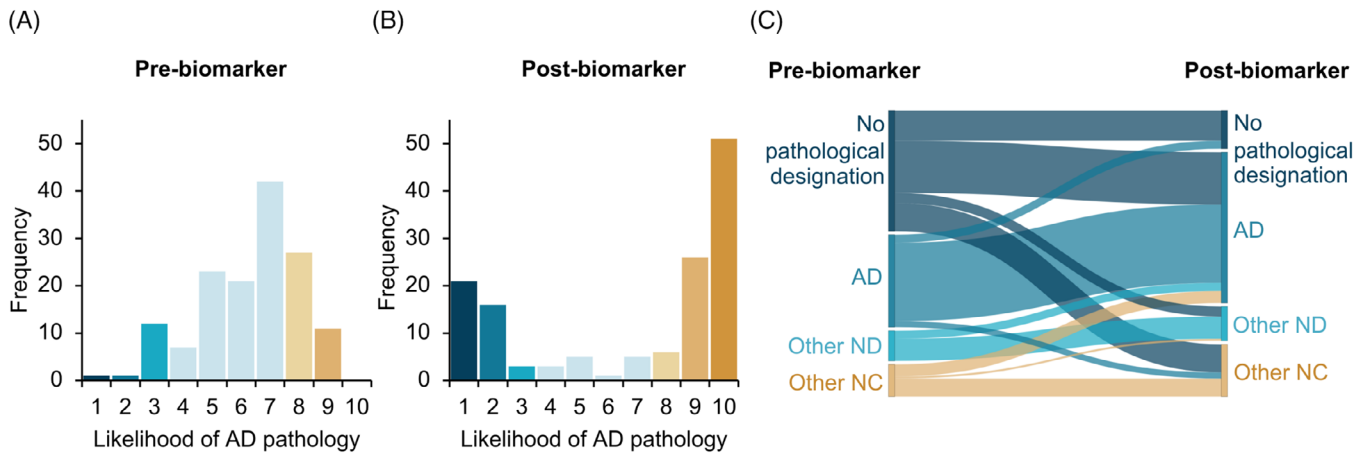 (A)
Pre-biomarker
Frequency
50
40
30
20
10
0
1 2 3 4 5 6 7 8 9 10
Likelihood of AD pathology
(B)
Post-biomarker
Frequency
50
40
30
20
10
0
1 2 3 4 5 6 7 8 9 10
Likelihood of AD pathology
(C)
Pre-biomarker
Post-biomarker
No
pathological
designation
AD
Other ND
Other NC
No
pathological
designation
AD
Other ND
Other NC